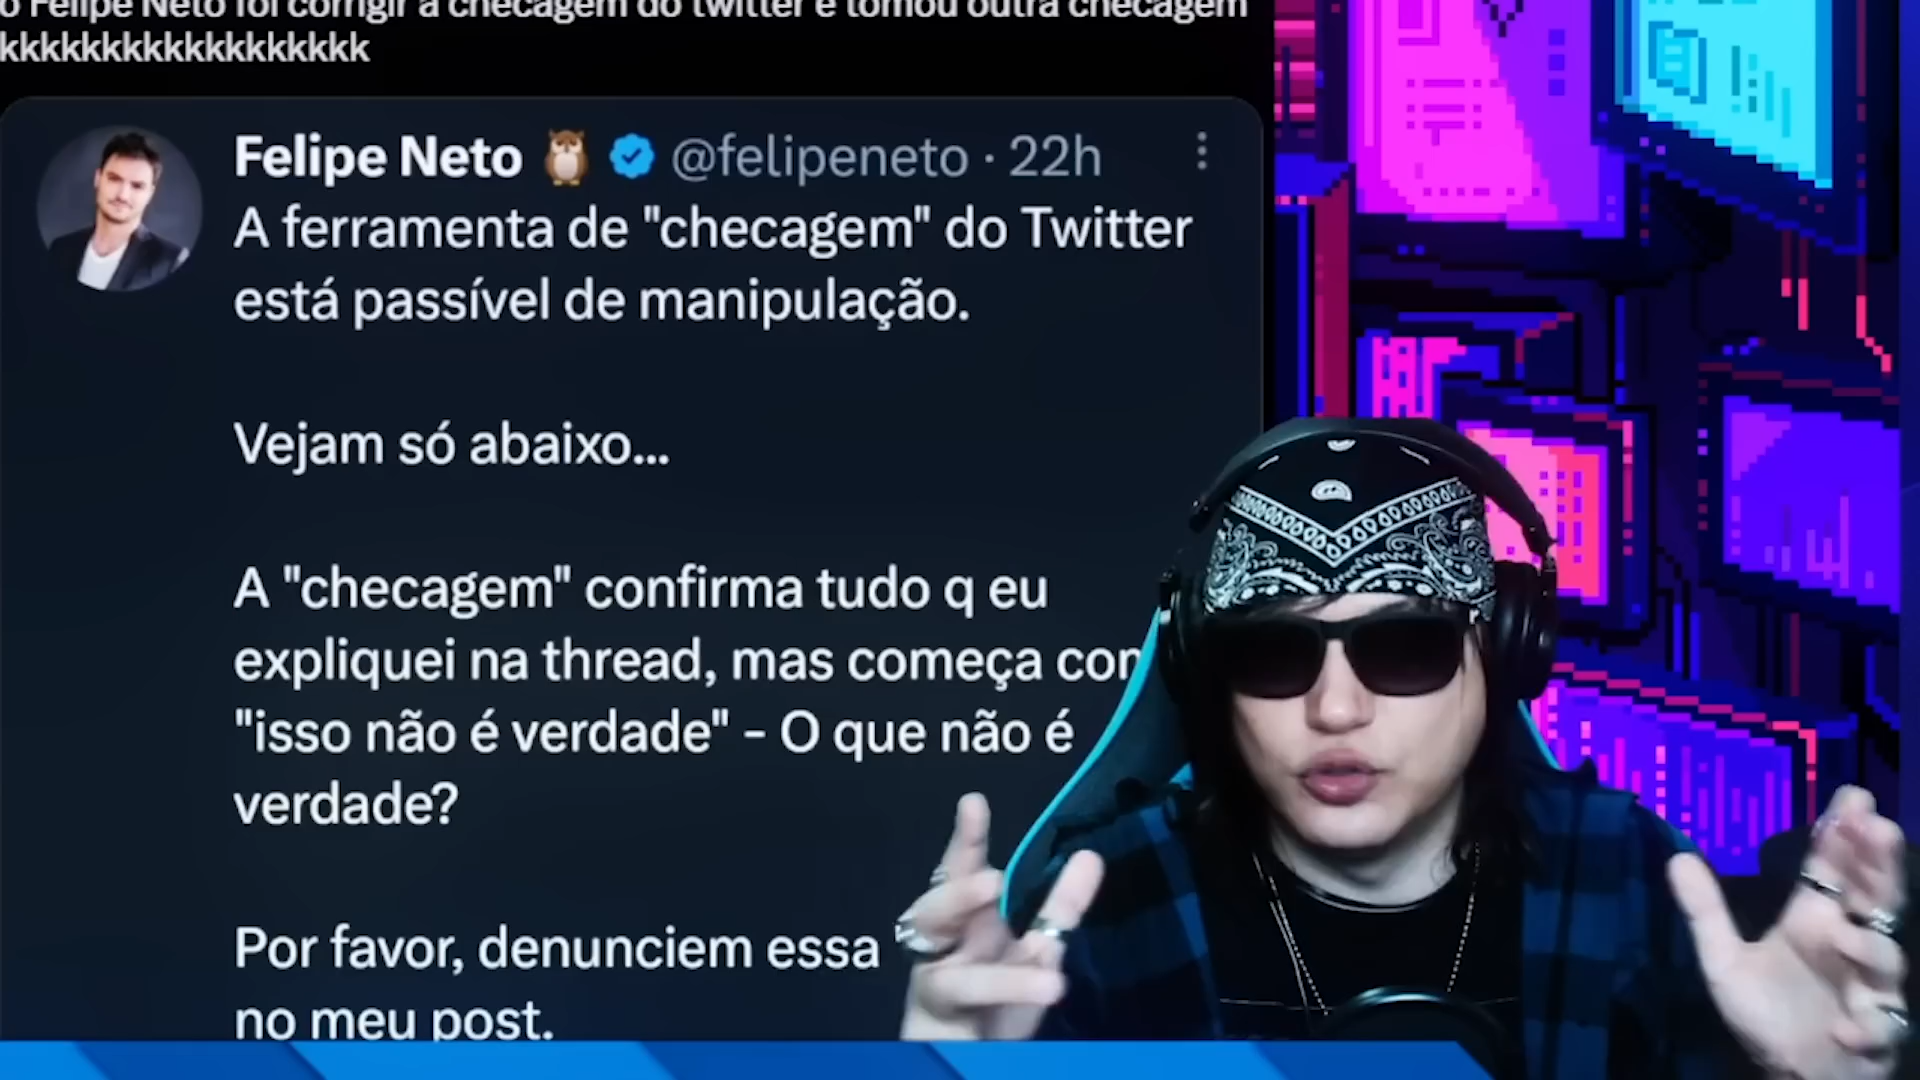 o Felipe Neto foi corrigir a checagem do twitter e tomou outra checagem
kkkkkkkkkkkkkkkkkk
Felipe Neto @felipeneto · 22h
A ferramenta de "checagem" do Twitter
está passível de manipulação.
Vejam só abaixo...
A "checagem" confirma tudo q eu
expliquei na thread, mas começa com
"isso não é verdade" - O que não é
verdade?
Por favor, denunciem essa
no meu post.